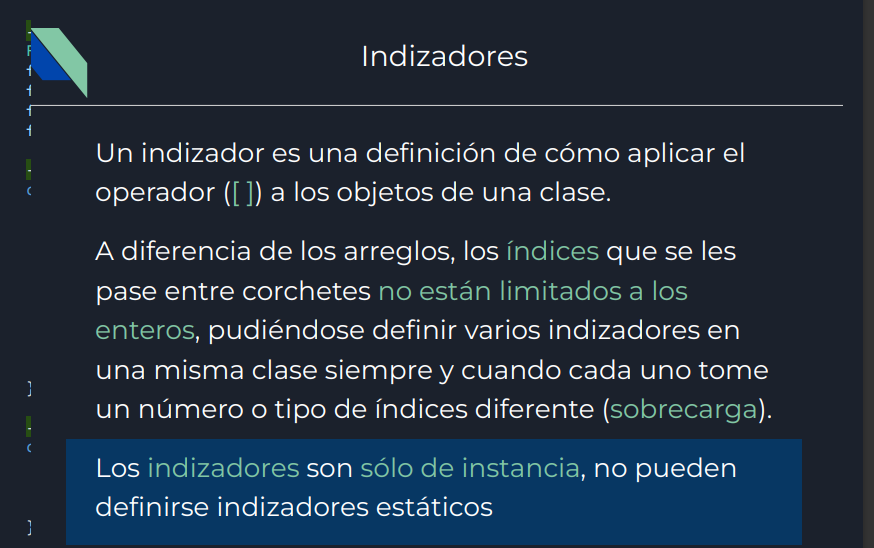 Indizadores
Un indizador es una definición de cómo aplicar el
operador ([ ]) a los objetos de una clase.
A diferencia de los arreglos, los índices que se les
pase entre corchetes no están limitados a los
enteros, pudiéndose definir varios indizadores en
una misma clase siempre y cuando cada uno tome
un número o tipo de índices diferente (sobrecarga).
Los indizadores son sólo de instancia, no pueden
definirse indizadores estáticos